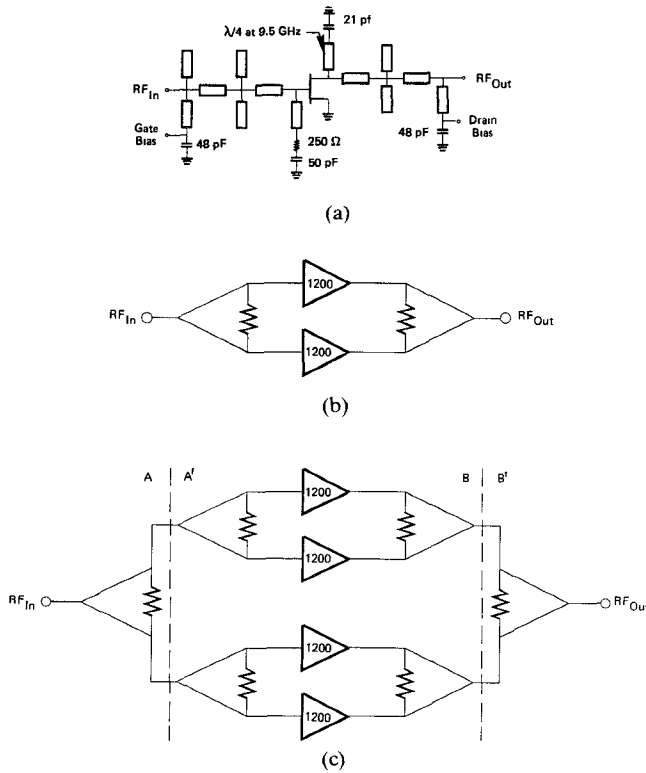 21 pf
λ/4 at 9.5 GHz
RF In
RF Out
Gate Bias
48 pF
250 Ω
50 pF
48 pF
Drain Bias
(a)
1200
RF In
RF Out
1200
(b)
A A'
B B'
1200
1200
RF In
RF Out
1200
1200
(c)